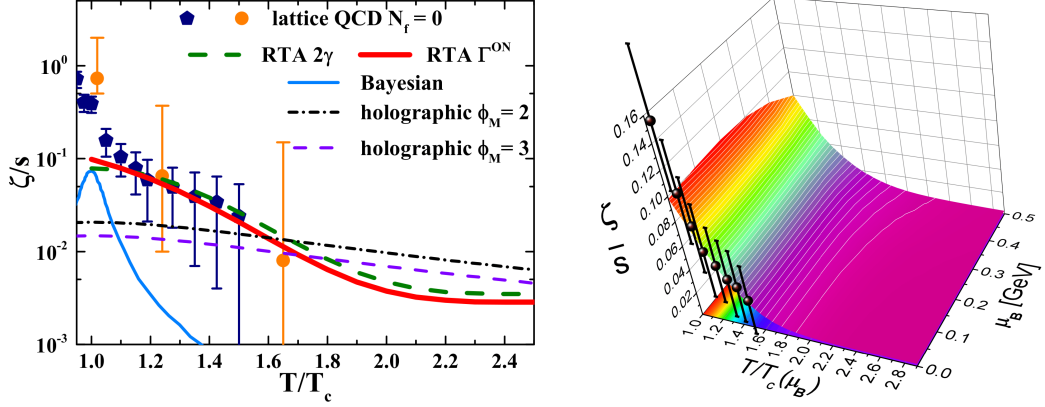 lattice QCD N_f = 0
RTA 2γ RTA Γ^ON
Bayesian
holographic ϕ_M = 2
holographic ϕ_M = 3
ζ/s
10^0
10^-1
10^-2
10^-3
1.0 1.2 1.4 1.6 1.8 2.0 2.2 2.4
T/T_c
ζ / S
0.16
0.14
0.12
0.10
0.08
0.06
0.04
0.02
1.0 1.2 1.4 1.6 1.8 2.0 2.2 2.4 2.6 2.8
T/T_c(μ_B)
0.5
0.4
0.3
0.2
0.1
0.0
μ_B [GeV]